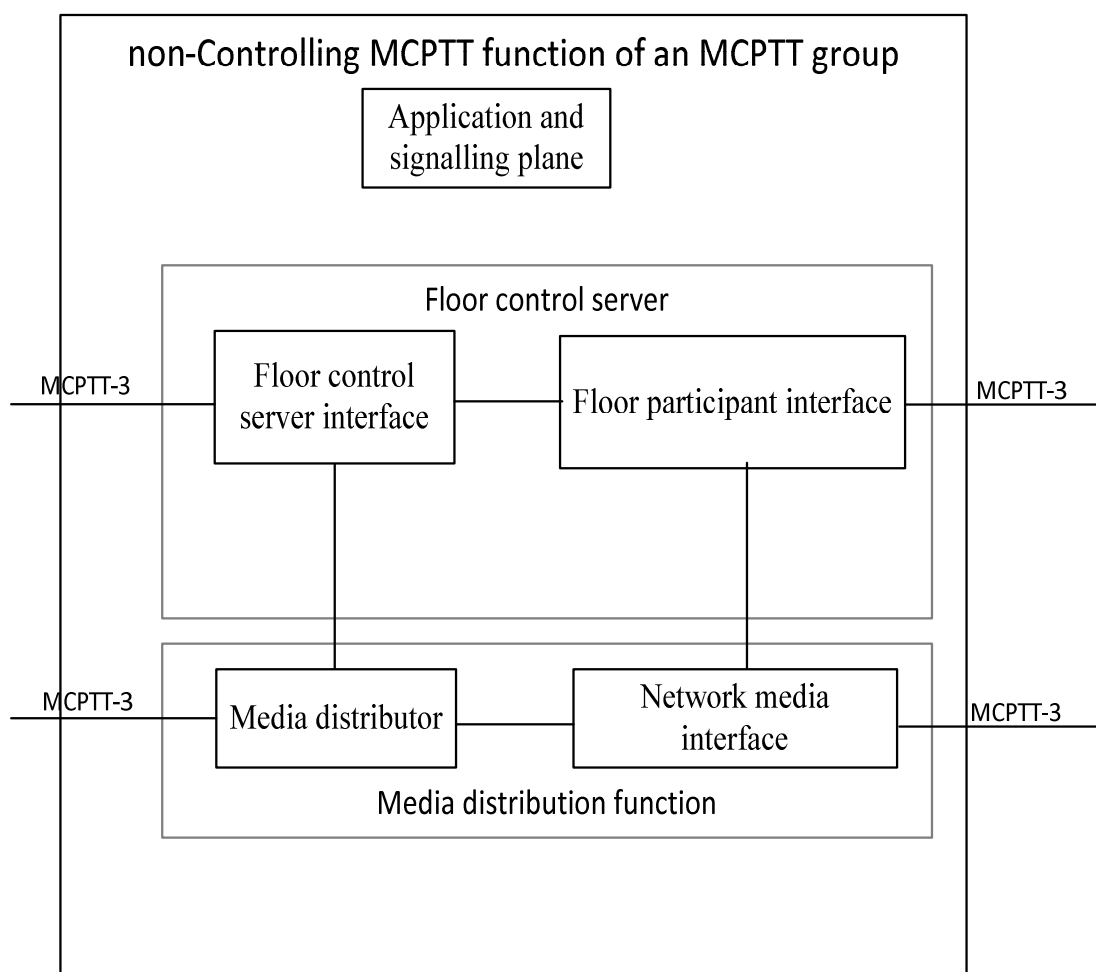 non-Controlling MCPTT function of an MCPTT group
Application and
signalling plane
Floor control server
MCPTT-3
Floor control
server interface
Floor participant interface
MCPTT-3
MCPTT-3
Media distributor
Network media
interface
MCPTT-3
Media distribution function